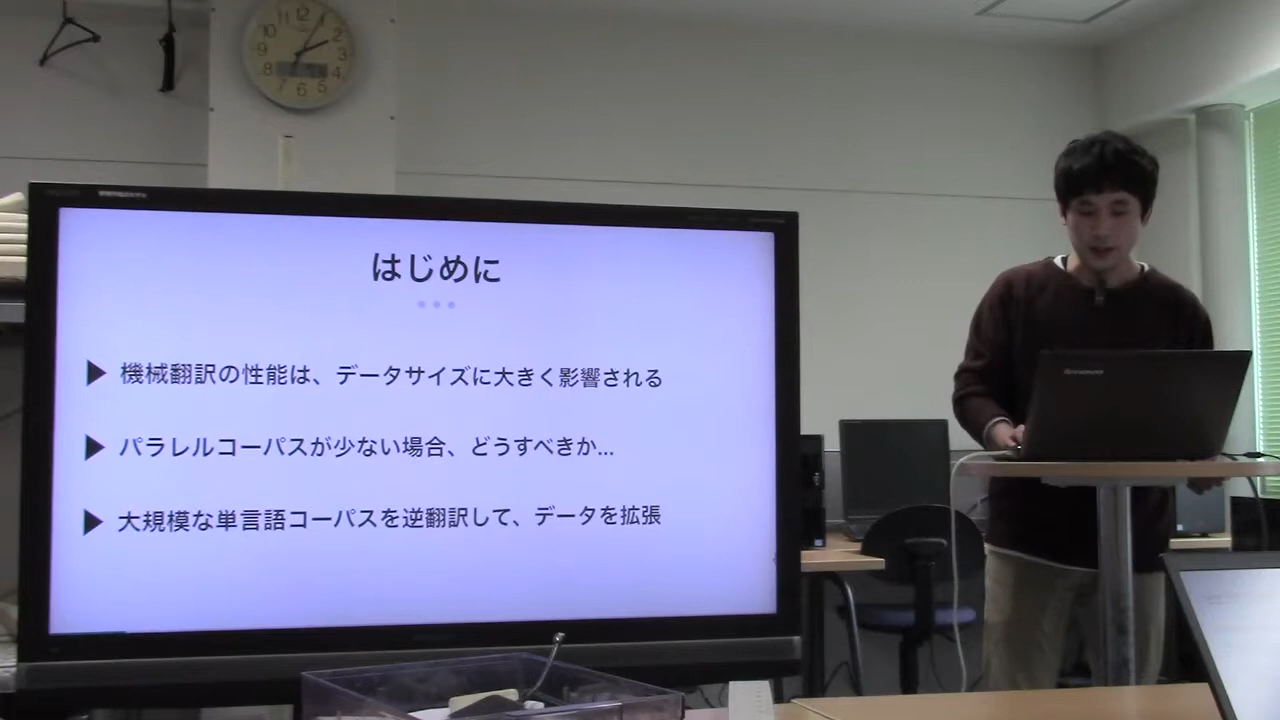 はじめに
▶ 機械翻訳の性能は、データサイズに大きく影響される
▶ パラレルコーパスが少ない場合、どうすべきか...
▶ 大規模な単言語コーパスを逆翻訳して、データを拡張
lenovo